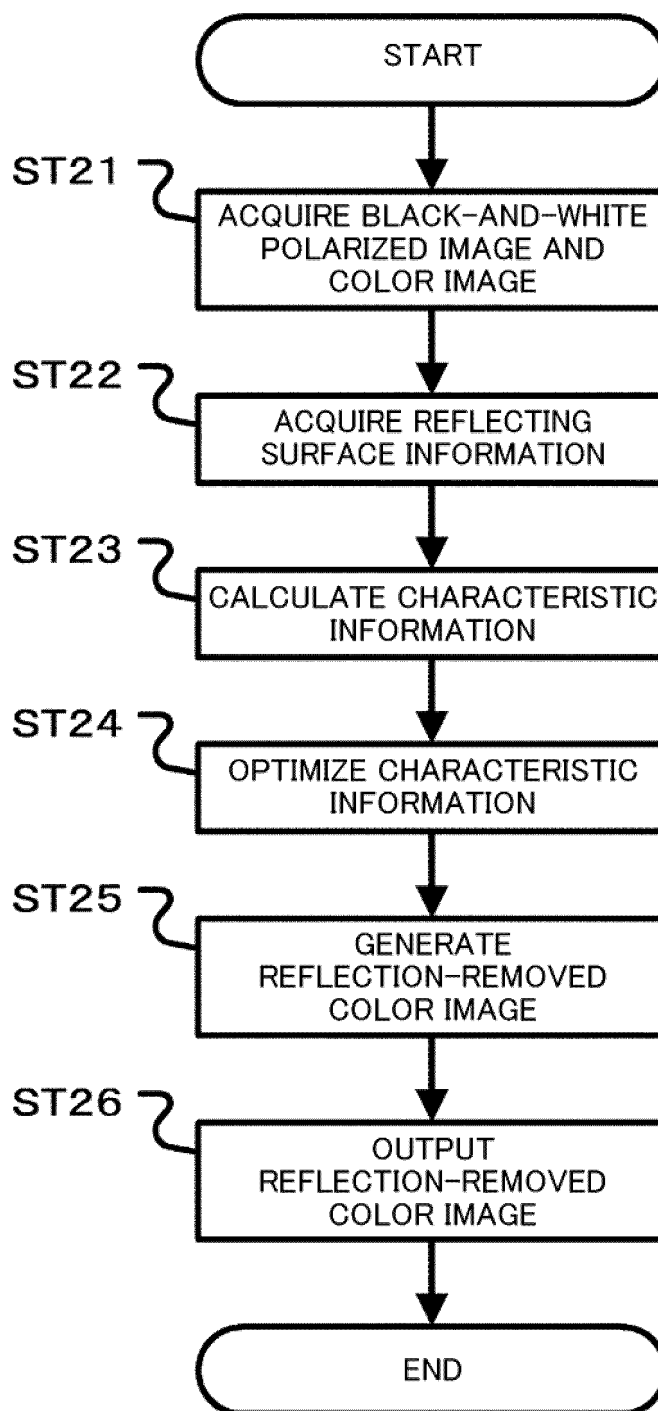 START
ST21
ACQUIRE BLACK-AND-WHITE
POLARIZED IMAGE AND
COLOR IMAGE
ST22
ACQUIRE REFLECTING
SURFACE INFORMATION
ST23
CALCULATE CHARACTERISTIC
INFORMATION
ST24
OPTIMIZE CHARACTERISTIC
INFORMATION
ST25
GENERATE
REFLECTION-REMOVED
COLOR IMAGE
ST26
OUTPUT
REFLECTION-REMOVED
COLOR IMAGE
END